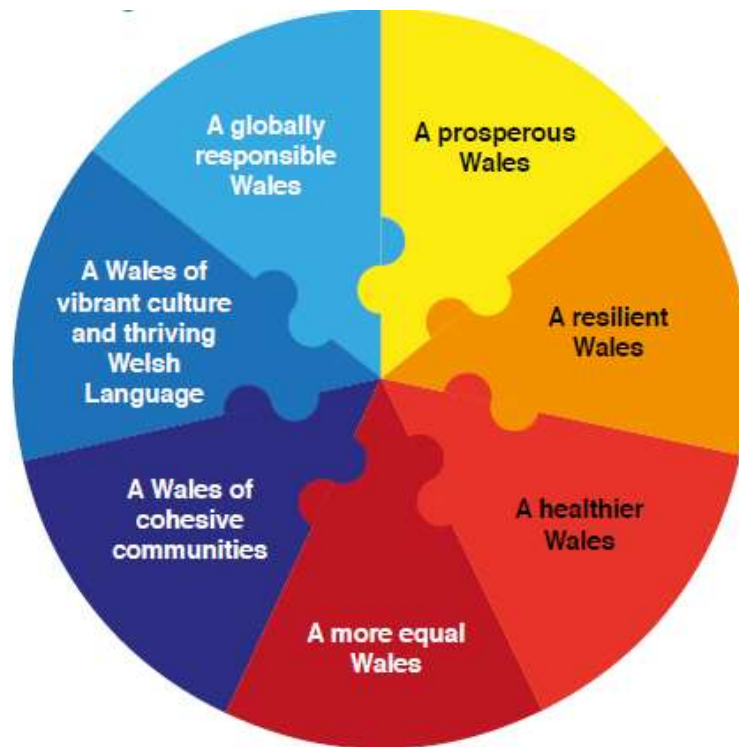 A globally
responsible
Wales
A prosperous
Wales
A resilient
Wales
A healthier
Wales
A more equal
Wales
A Wales of
cohesive
communities
A Wales of
vibrant culture
and thriving
Welsh
Language